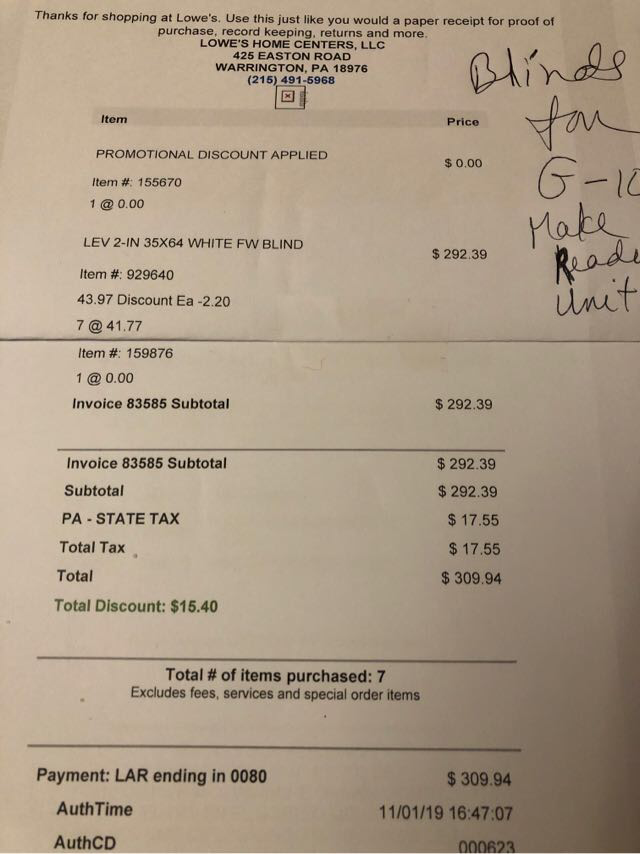 Thanks for shopping at Lowe's. Use this just like you would a paper receipt for proof of
purchase, record keeping, returns and more.
LOWE'S HOME CENTERS, LLC
425 EASTON ROAD
WARRINGTON, PA 18976
(215) 491-5968
Blinds
for
G-10
Make
Ready
Unit
Item Price
PROMOTIONAL DISCOUNT APPLIED $ 0.00
Item #: 155670
1 @ 0.00
LEV 2-IN 35X64 WHITE FW BLIND $ 292.39
Item #: 929640
43.97 Discount Ea -2.20
7 @ 41.77
Item #: 159876
1 @ 0.00
Invoice 83585 Subtotal $ 292.39
Invoice 83585 Subtotal $ 292.39
Subtotal $ 292.39
PA - STATE TAX $ 17.55
Total Tax $ 17.55
Total $ 309.94
Total Discount: $15.40
Total # of items purchased: 7
Excludes fees, services and special order items
Payment: LAR ending in 0080 $ 309.94
AuthTime 11/01/19 16:47:07
AuthCD 000623